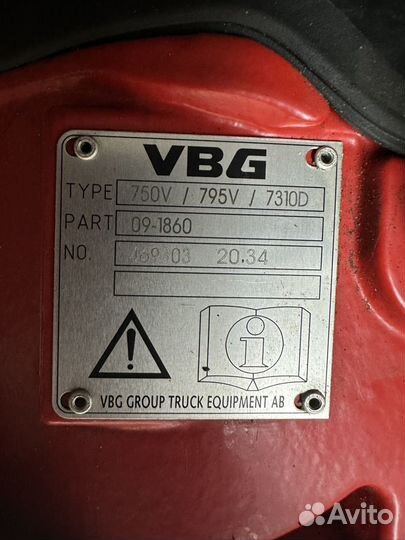 VBG
TYPE 750V / 795V / 7310D
PART 09-1860
NO. 20.34
VBG GROUP TRUCK EQUIPMENT AB
Avito